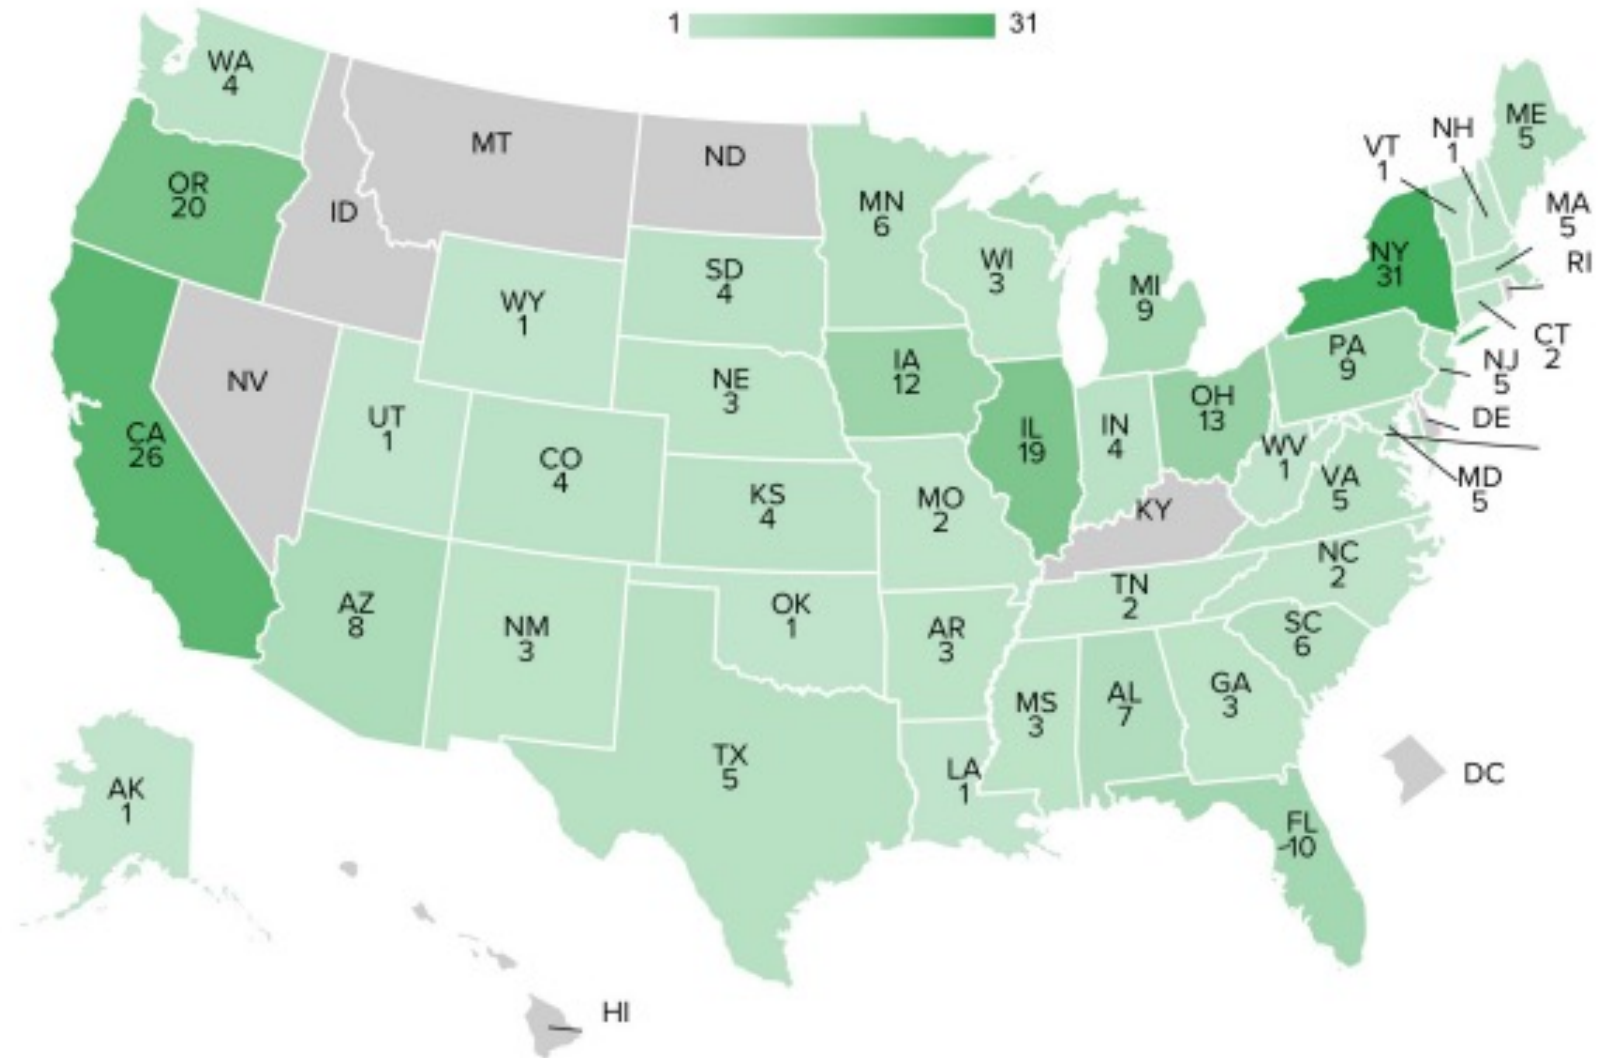 1 31
WA
4
OR
20
CA
26
NV
ID
MT
ND
WY
1
UT
1
CO
4
AZ
8
NM
3
SD
4
NE
3
KS
4
OK
1
TX
5
MN
6
IA
12
MO
2
AR
3
LA
1
WI
3
IL
19
MI
9
IN
4
OH
13
KY
TN
2
MS
3
AL
7
GA
3
FL
10
SC
6
NC
2
VA
5
WV
1
PA
9
NY
31
VT
1
NH
1
ME
5
MA
5
RI
CT
2
NJ
5
DE
MD
5
DC
AK
1
HI